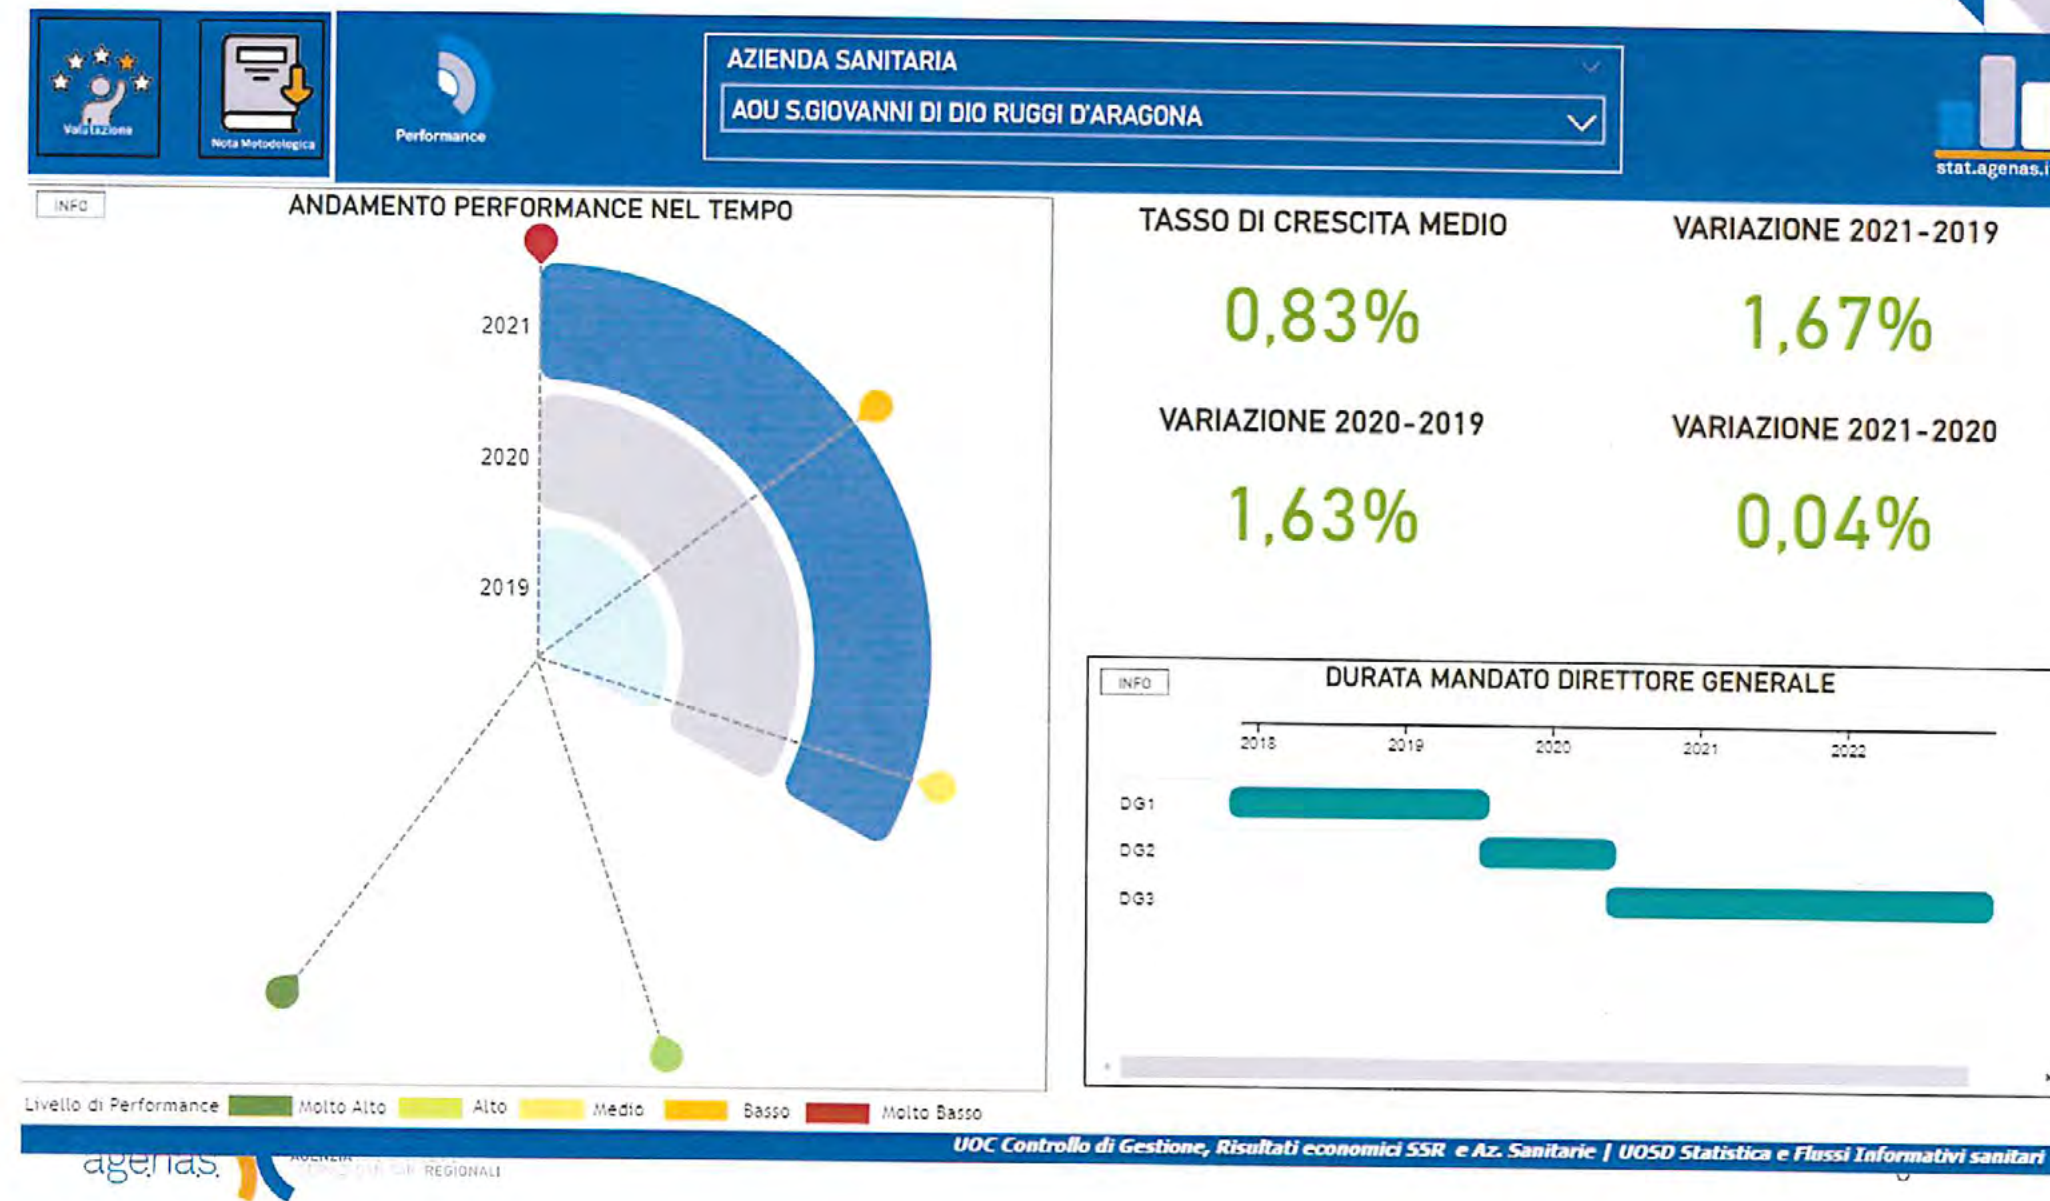 Valutazione
Nota Metodologica
Performance
AZIENDA SANITARIA
AOU S.GIOVANNI DI DIO RUGGI D'ARAGONA
stat.agenas.i
INFO
ANDAMENTO PERFORMANCE NEL TEMPO
2021
2020
2019
TASSO DI CRESCITA MEDIO
0,83%
VARIAZIONE 2021-2019
1,67%
VARIAZIONE 2020-2019
1,63%
VARIAZIONE 2021-2020
0,04%
INFO
DURATA MANDATO DIRETTORE GENERALE
2018 2019 2020 2021 2022
DG1
DG2
DG3
Livello di Performance Molto Alto Alto Medio Basso Molto Basso
UOC Controllo di Gestione, Risultati economici SSR e Az. Sanitarie | UOSD Statistica e Flussi Informativi sanitari
agenas.
AGENZIA
REGIONALI